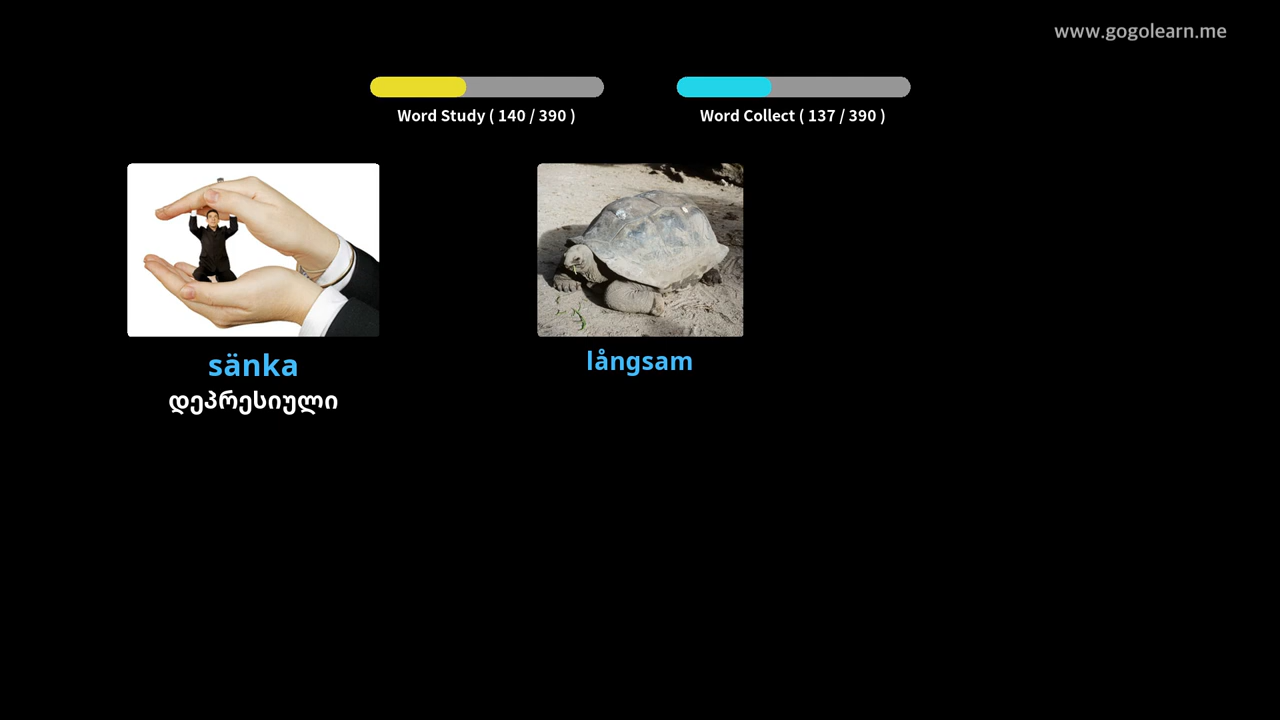 www.gogolearn.me
Word Study ( 140 / 390 )
Word Collect ( 137 / 390 )
sänka
långsam
დეპრესიული